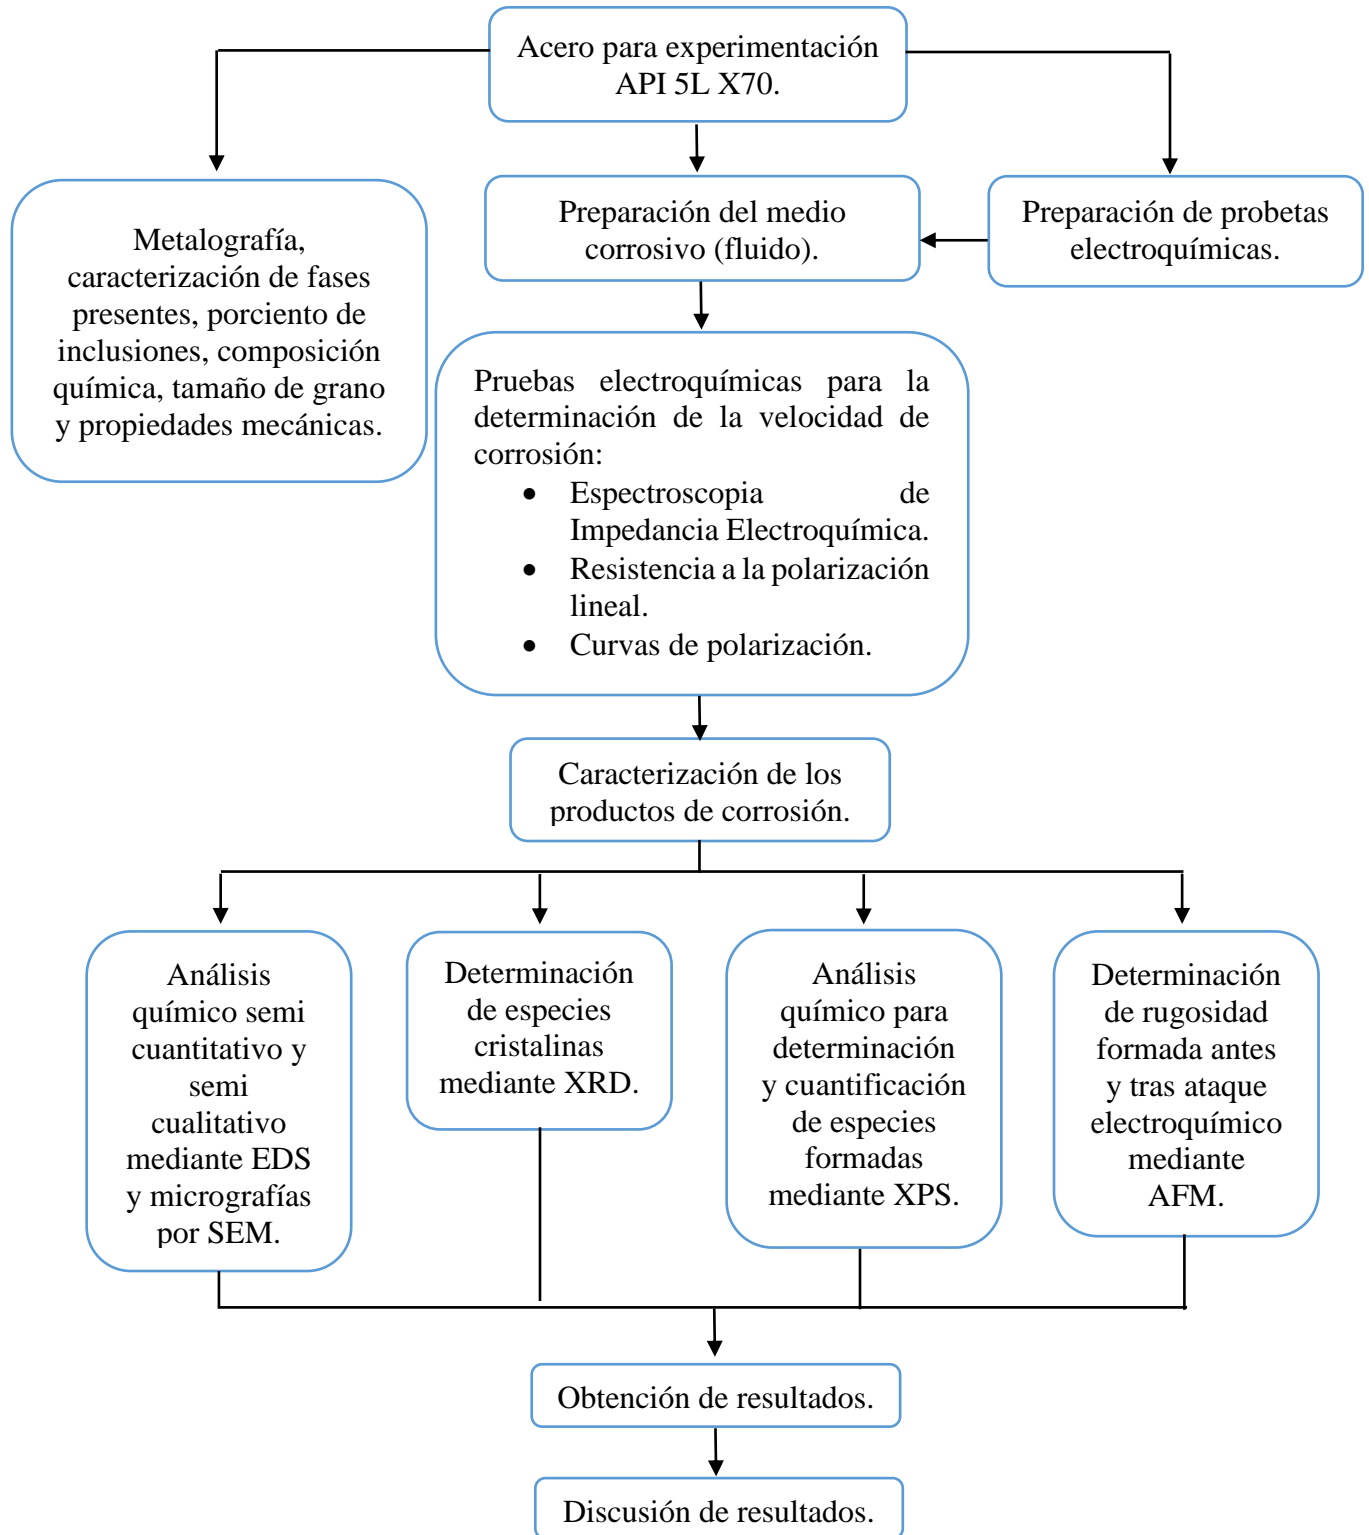 Acero para experimentación
API 5L X70.
Metalografía,
caracterización de fases
presentes, porciento de
inclusiones, composición
química, tamaño de grano
y propiedades mecánicas.
Preparación del medio
corrosivo (fluido).
Preparación de probetas
electroquímicas.
Pruebas electroquímicas para la
determinación de la velocidad de
corrosión:
• Espectroscopia de
Impedancia Electroquímica.
• Resistencia a la polarización
lineal.
• Curvas de polarización.
Caracterización de los
productos de corrosión.
Análisis
químico semi
cuantitativo y
semi
cualitativo
mediante EDS
y micrografías
por SEM.
Determinación
de especies
cristalinas
mediante XRD.
Análisis
químico para
determinación
y cuantificación
de especies
formadas
mediante XPS.
Determinación
de rugosidad
formada antes
y tras ataque
electroquímico
mediante
AFM.
Obtención de resultados.
Discusión de resultados.